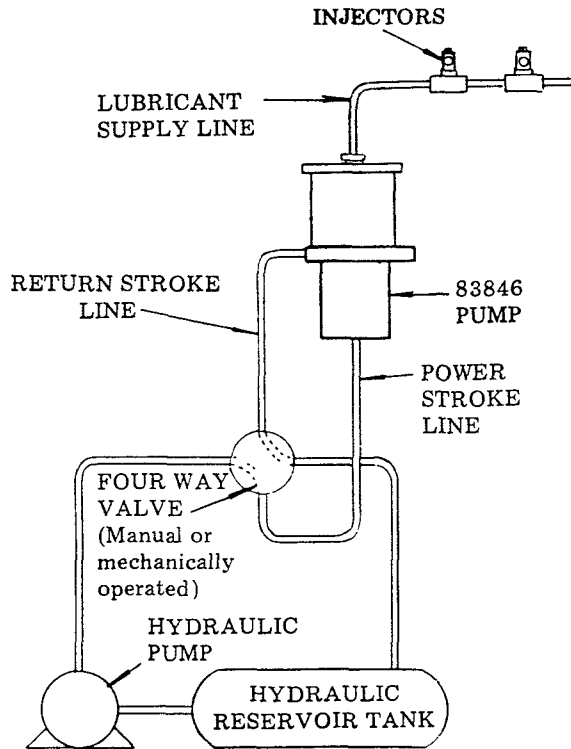 INJECTORS
LUBRICANT
SUPPLY LINE
RETURN STROKE
LINE
83846
PUMP
POWER
STROKE
LINE
FOUR WAY
VALVE
(Manual or
mechanically
operated)
HYDRAULIC
PUMP
HYDRAULIC
RESERVOIR TANK